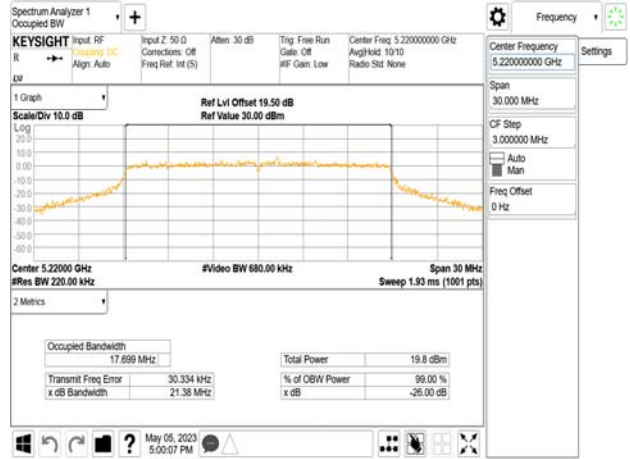 Spectrum Analyzer 1
Occupied BW
Frequency
KEYSIGHT
R
Input: RF
Coupling: DC
Align: Auto
Input Z: 50 Ω
Corrections: Off
Freq Ref: Int (S)
Atten: 30 dB
Trig: Free Run
Gate: Off
#IF Gain: Low
Center Freq: 5.220000000 GHz
Avg|Hold: 10/10
Radio Std: None
Center Frequency
5.220000000 GHz
Settings
Span
30.000 MHz
CF Step
3.000000 MHz
Auto
Man
Freq Offset
0 Hz
1 Graph
Scale/Div 10.0 dB
Ref Lvl Offset 19.50 dB
Ref Value 30.00 dBm
Log
20.0
10.0
0.00
-10.0
-20.0
-30.0
-40.0
-50.0
-60.0
Center 5.22000 GHz
#Video BW 680.00 kHz
Span 30 MHz
#Res BW 220.00 kHz
Sweep 1.93 ms (1001 pts)
2 Metrics
Occupied Bandwidth
17.699 MHz
Total Power 19.8 dBm
Transmit Freq Error 30.334 kHz
% of OBW Power 99.00 %
x dB Bandwidth 21.38 MHz
x dB -26.00 dB
May 05, 2023
5:00:07 PM